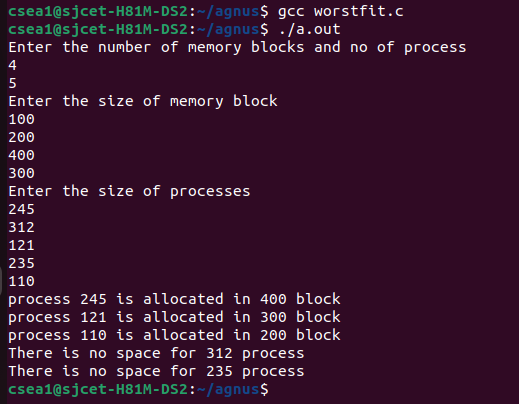 csea1@sjcet-H81M-DS2:~/agnus$ gcc worstfit.c
csea1@sjcet-H81M-DS2:~/agnus$ ./a.out
Enter the number of memory blocks and no of process
4
5
Enter the size of memory block
100
200
400
300
Enter the size of processes
245
312
121
235
110
process 245 is allocated in 400 block
process 121 is allocated in 300 block
process 110 is allocated in 200 block
There is no space for 312 process
There is no space for 235 process
csea1@sjcet-H81M-DS2:~/agnus$